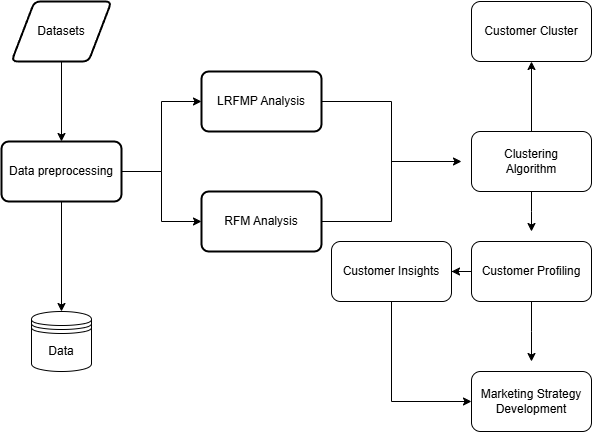 Datasets
Customer Cluster
LRFMP Analysis
Data preprocessing
Clustering
Algorithm
RFM Analysis
Customer Insights
Customer Profiling
Data
Marketing Strategy
Development